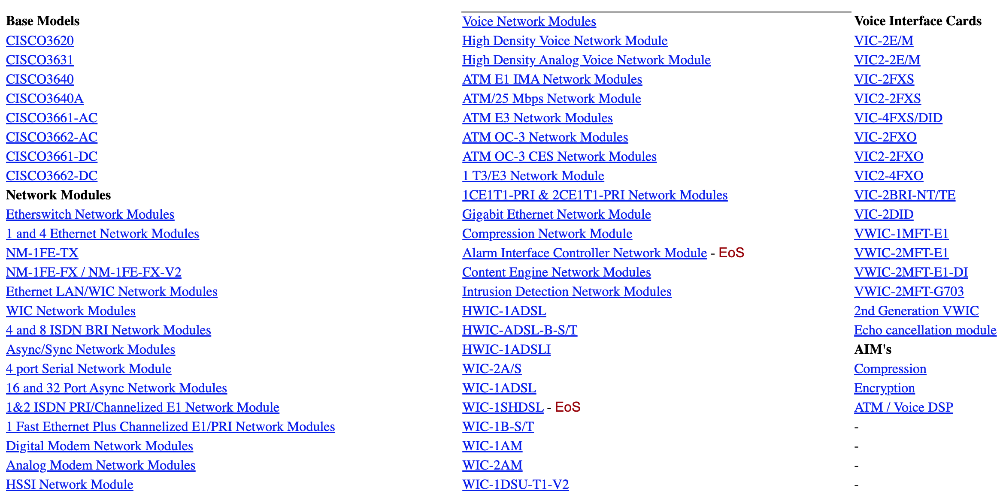 Base Models
CISCO3620
CISCO3631
CISCO3640
CISCO3640A
CISCO3661-AC
CISCO3662-AC
CISCO3661-DC
CISCO3662-DC
Network Modules
Etherswitch Network Modules
1 and 4 Ethernet Network Modules
NM-1FE-TX
NM-1FE-FX / NM-1FE-FX-V2
Ethernet LAN/WIC Network Modules
WIC Network Modules
4 and 8 ISDN BRI Network Modules
Async/Sync Network Modules
4 port Serial Network Module
16 and 32 Port Async Network Modules
1&2 ISDN PRI/Channelized E1 Network Module
1 Fast Ethernet Plus Channelized E1/PRI Network Modules
Digital Modem Network Modules
Analog Modem Network Modules
HSSI Network Module
Voice Network Modules
High Density Voice Network Module
High Density Analog Voice Network Module
ATM E1 IMA Network Modules
ATM/25 Mbps Network Module
ATM E3 Network Modules
ATM OC-3 Network Modules
ATM OC-3 CES Network Modules
1 T3/E3 Network Module
1CE1T1-PRI & 2CE1T1-PRI Network Modules
Gigabit Ethernet Network Module
Compression Network Module
Alarm Interface Controller Network Module - EoS
Content Engine Network Modules
Intrusion Detection Network Modules
HWIC-1ADSL
HWIC-ADSL-B-S/T
HWIC-1ADSLI
WIC-2A/S
WIC-1ADSL
WIC-1SHDSL - EoS
WIC-1B-S/T
WIC-1AM
WIC-2AM
WIC-1DSU-T1-V2
Voice Interface Cards
VIC-2E/M
VIC2-2E/M
VIC-2FXS
VIC2-2FXS
VIC-4FXS/DID
VIC-2FXO
VIC2-2FXO
VIC2-4FXO
VIC-2BRI-NT/TE
VIC-2DID
VWIC-1MFT-E1
VWIC-2MFT-E1
VWIC-2MFT-E1-DI
VWIC-2MFT-G703
2nd Generation VWIC
Echo cancellation module
AIM's
Compression
Encryption
ATM / Voice DSP
-
-
-
-